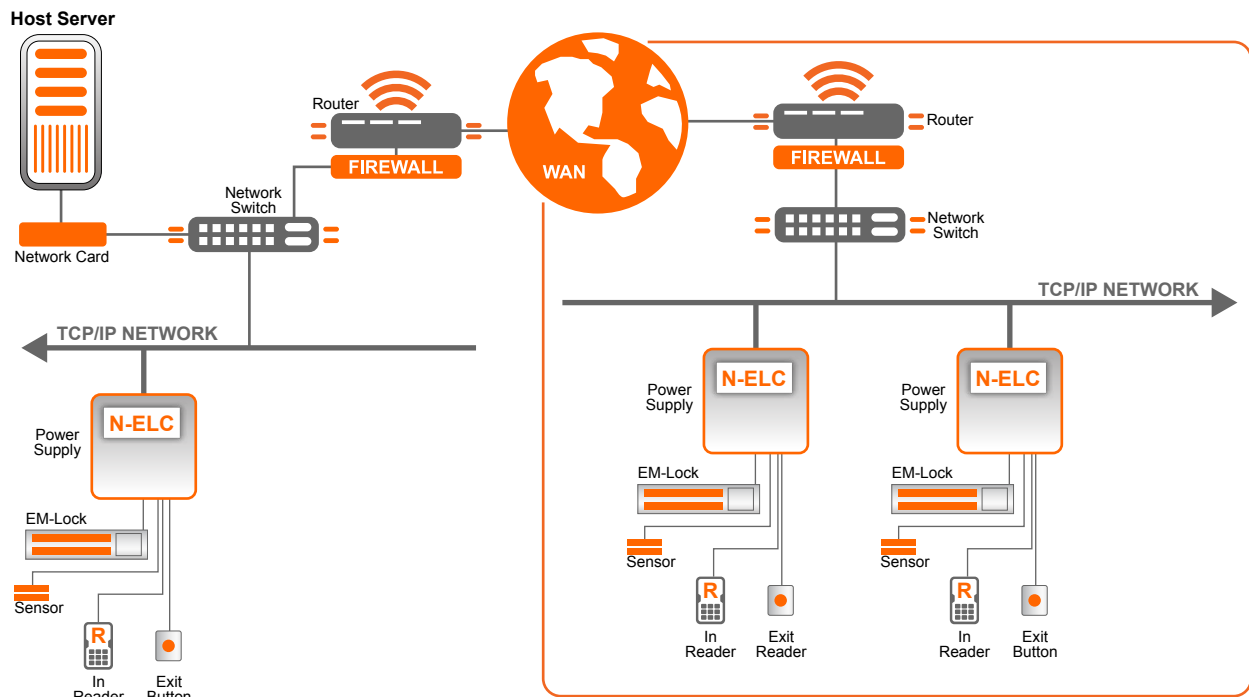 Host Server
Router
FIREWALL
WAN
Router
FIREWALL
Network
Switch
Network Card
Network
Switch
TCP/IP NETWORK
TCP/IP NETWORK
N-ELC
Power
Supply
EM-Lock
Sensor
R
In
Reader
Exit
Button
N-ELC
Power
Supply
EM-Lock
Sensor
R
In
Reader
Exit
Reader
N-ELC
Power
Supply
EM-Lock
Sensor
R
In
Reader
Exit
Button